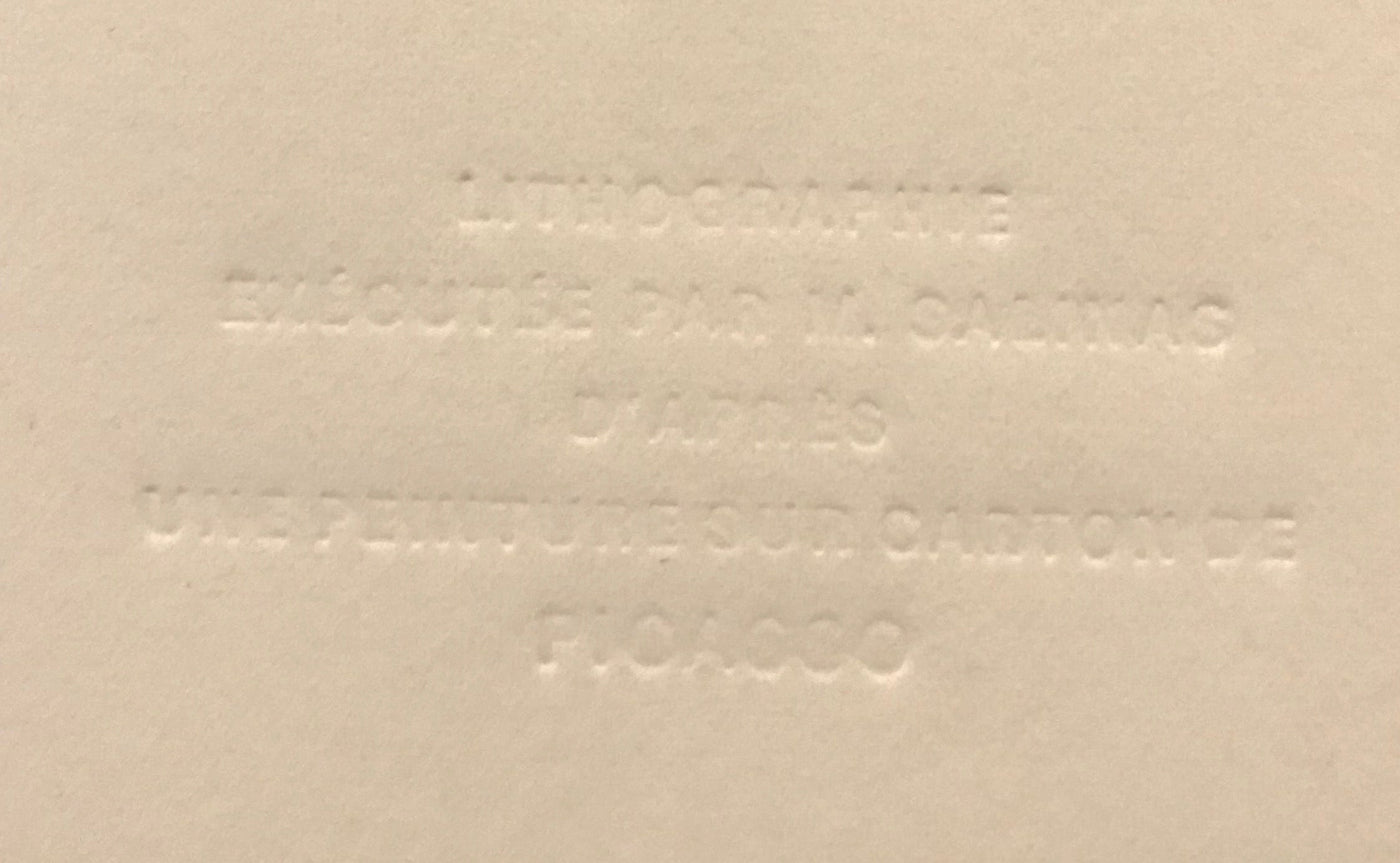 LITHOGRAPHIE
EXÉCUTÉE PAR M. SALINAS
D'APRÈS
UNE PEINTURE SUR CARTON DE
PICASSO